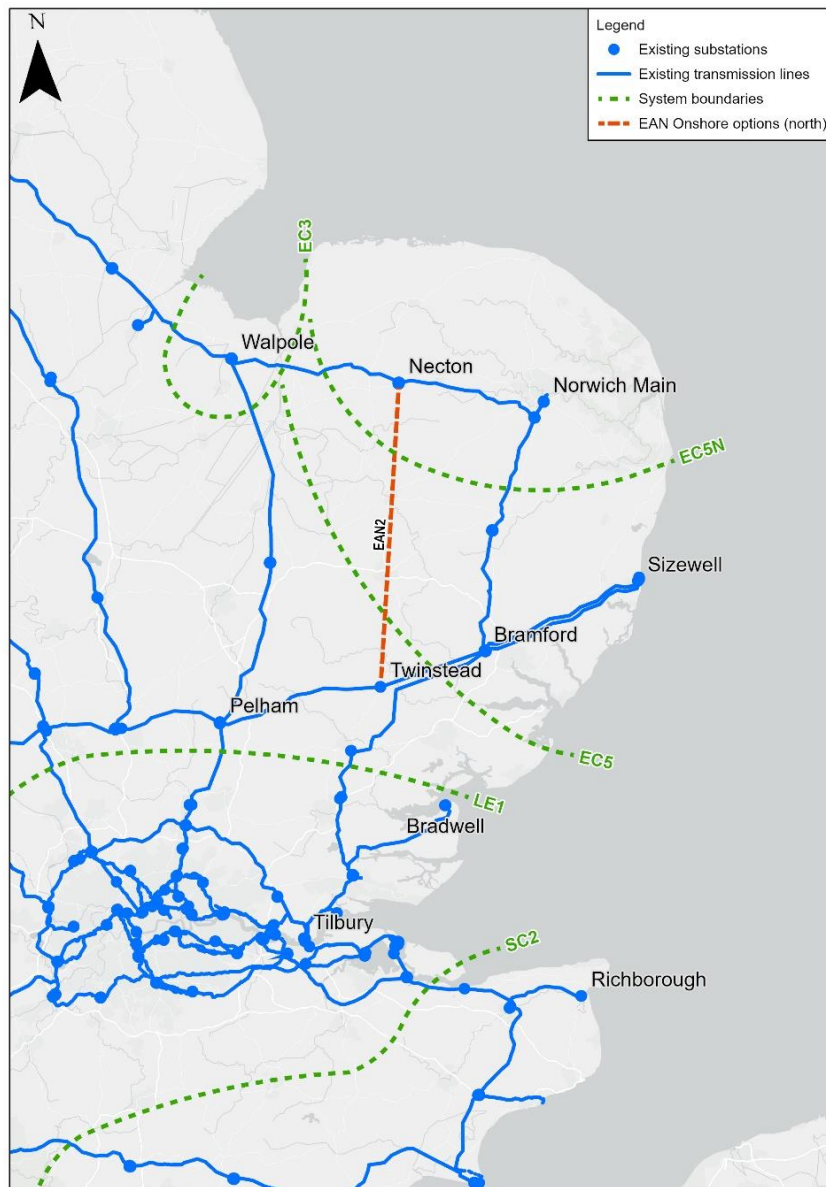 N
Legend
Existing substations
Existing transmission lines
System boundaries
EAN Onshore options (north)
EC3
Walpole
Necton
Norwich Main
EC5N
EAN2
Sizewell
Bramford
Twinstead
Pelham
EC5
LE1
Bradwell
Tilbury
SC2
Richborough